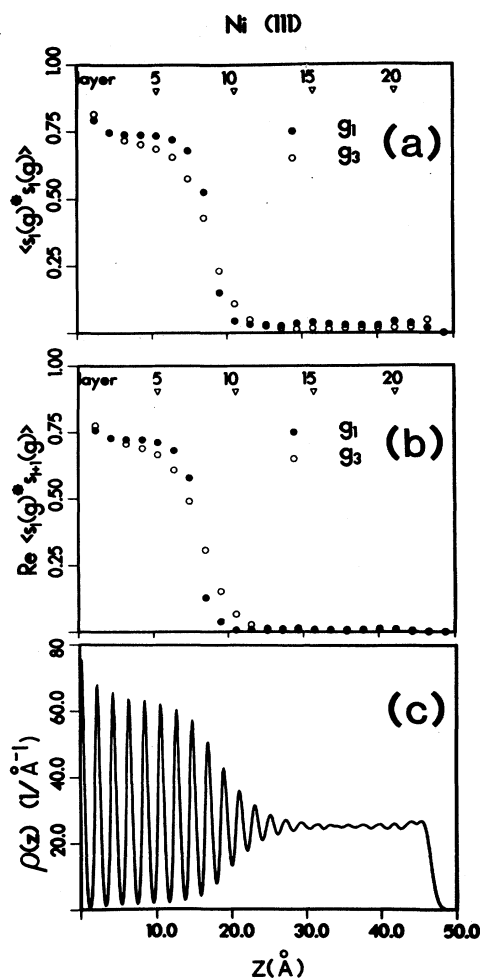 Ni (111)
1.00
0.75
0.50
0.25
<s₁(g)* s₁(g)>
layer
5
10
15
20
g₁
g₃
(a)
1.00
0.75
0.50
0.25
Re <s₁(g)* sₗ₊₁(g)>
layer
5
10
15
20
g₁
g₃
(b)
80
60.0
40.0
20.0
ρ(z) (1/Å⁻¹)
(c)
10.0
20.0
30.0
40.0
50.0
Z(Å)